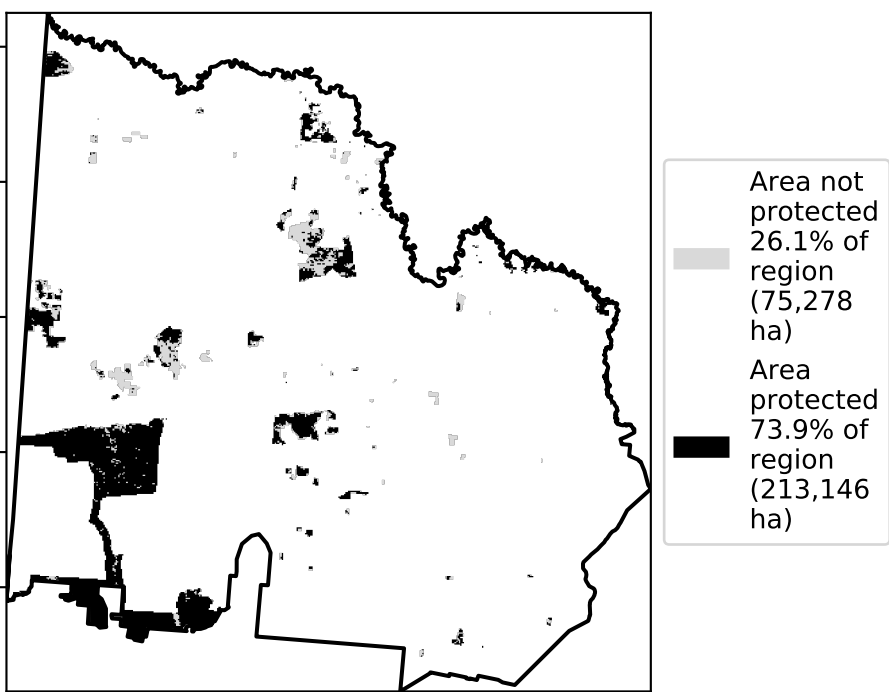 Area not
protected
26.1% of
region
(75,278
ha)
Area
protected
73.9% of
region
(213,146
ha)